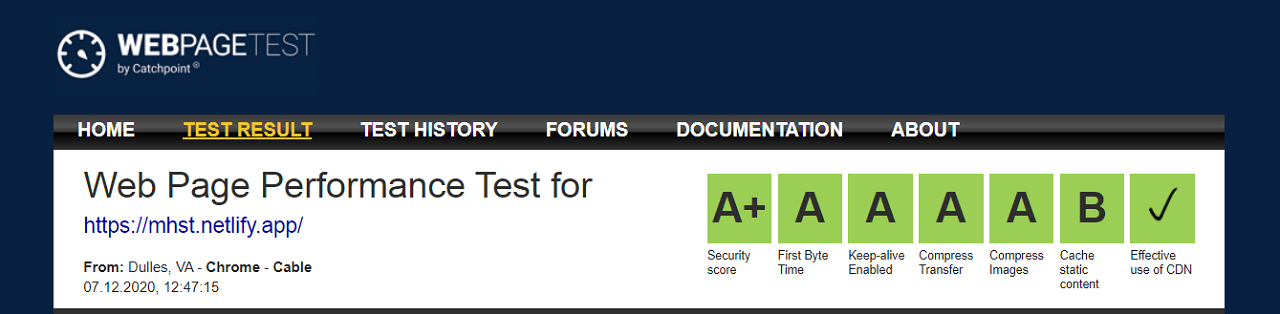 WEBPAGETEST
by Catchpoint ®
HOME TEST RESULT TEST HISTORY FORUMS DOCUMENTATION ABOUT
Web Page Performance Test for
https://mhst.netlify.app/
From: Dulles, VA - Chrome - Cable
07.12.2020, 12:47:15
A+ A A A A B ✓
Security score
First Byte Time
Keep-alive Enabled
Compress Transfer
Compress Images
Cache static content
Effective use of CDN